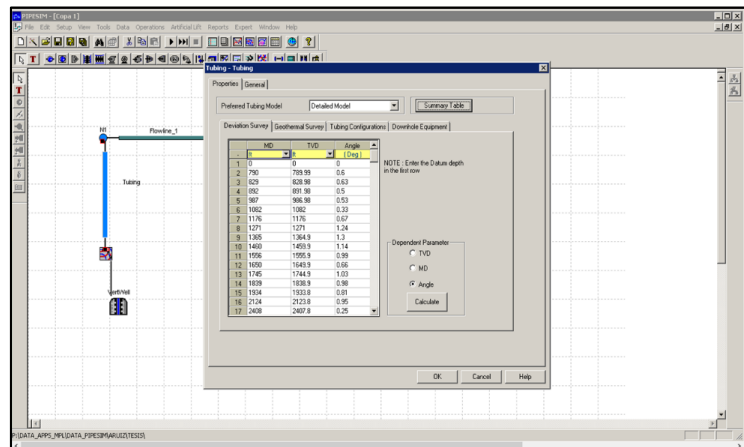 PIPESIM - [Copa 1]
File Edit Setup View Tools Data Operations Artificial Lift Reports Expert Window Help
Tubing - Tubing
Properties General
Preferred Tubing Model Detailed Model Summary Table
Deviation Survey Geothermal Survey Tubing Configurations Downhole Equipment
MD TVD Angle
ft ft (Deg)
1 0 0 0
2 790 789.99 0.6
3 829 828.98 0.63
4 892 891.98 0.5
5 987 986.98 0.53
6 1082 1082 0.33
7 1176 1176 0.67
8 1271 1271 1.24
9 1365 1364.9 1.3
10 1460 1459.9 1.14
11 1556 1555.9 0.99
12 1650 1649.9 0.66
13 1745 1744.9 1.03
14 1839 1838.9 0.98
15 1934 1933.8 0.81
16 2124 2123.8 0.95
17 2408 2407.8 0.25
NOTE : Enter the Datum depth
in the first row
Dependent Parameter
TVD
MD
Angle
Calculate
OK Cancel Help
N1 Flowline_1
Tubing
VertWell
P:\DATA_APPS_MPL\DATA_PIPESIM\ARUIZ\TESIS\